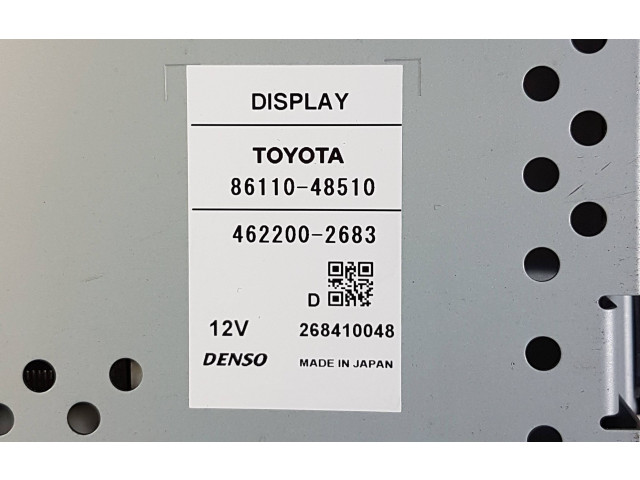 DISPLAY
TOYOTA
86110-48510
462200-2683
D
12V 268410048
DENSO MADE IN JAPAN